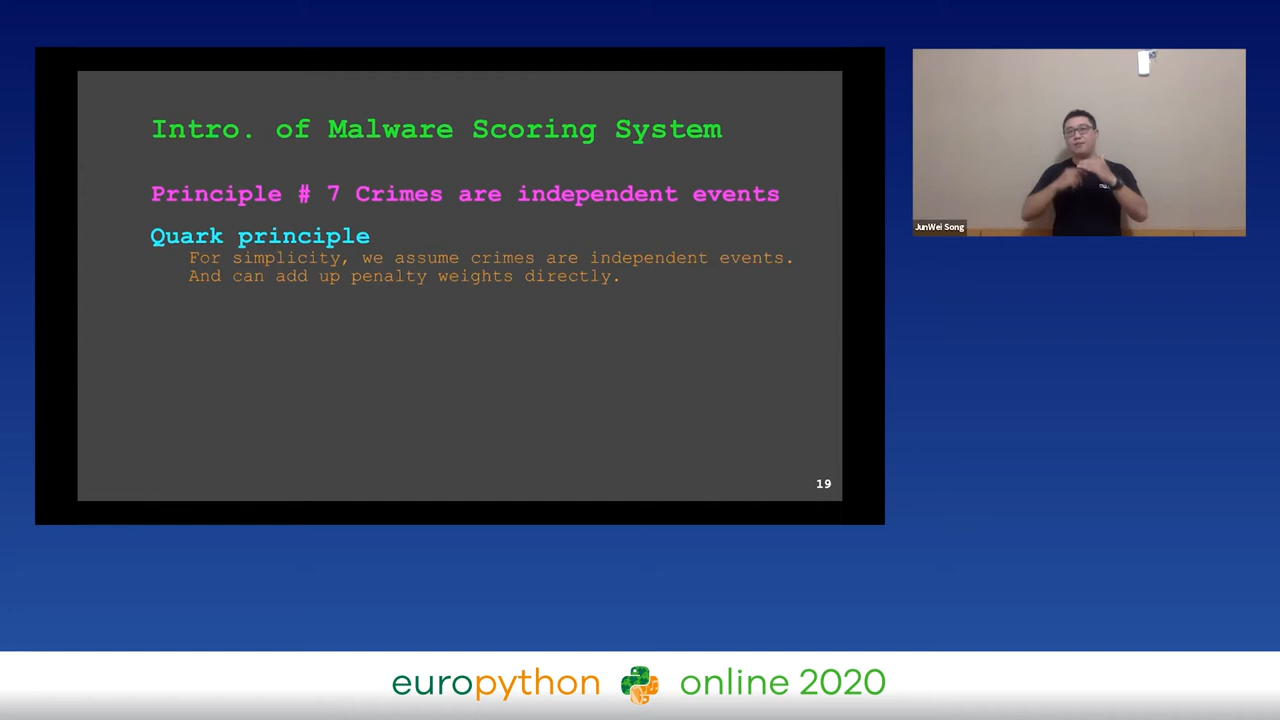 Intro. of Malware Scoring System
Principle # 7 Crimes are independent events
Quark principle
For simplicity, we assume crimes are independent events.
And can add up penalty weights directly.
19
JunWei Song
europython online 2020